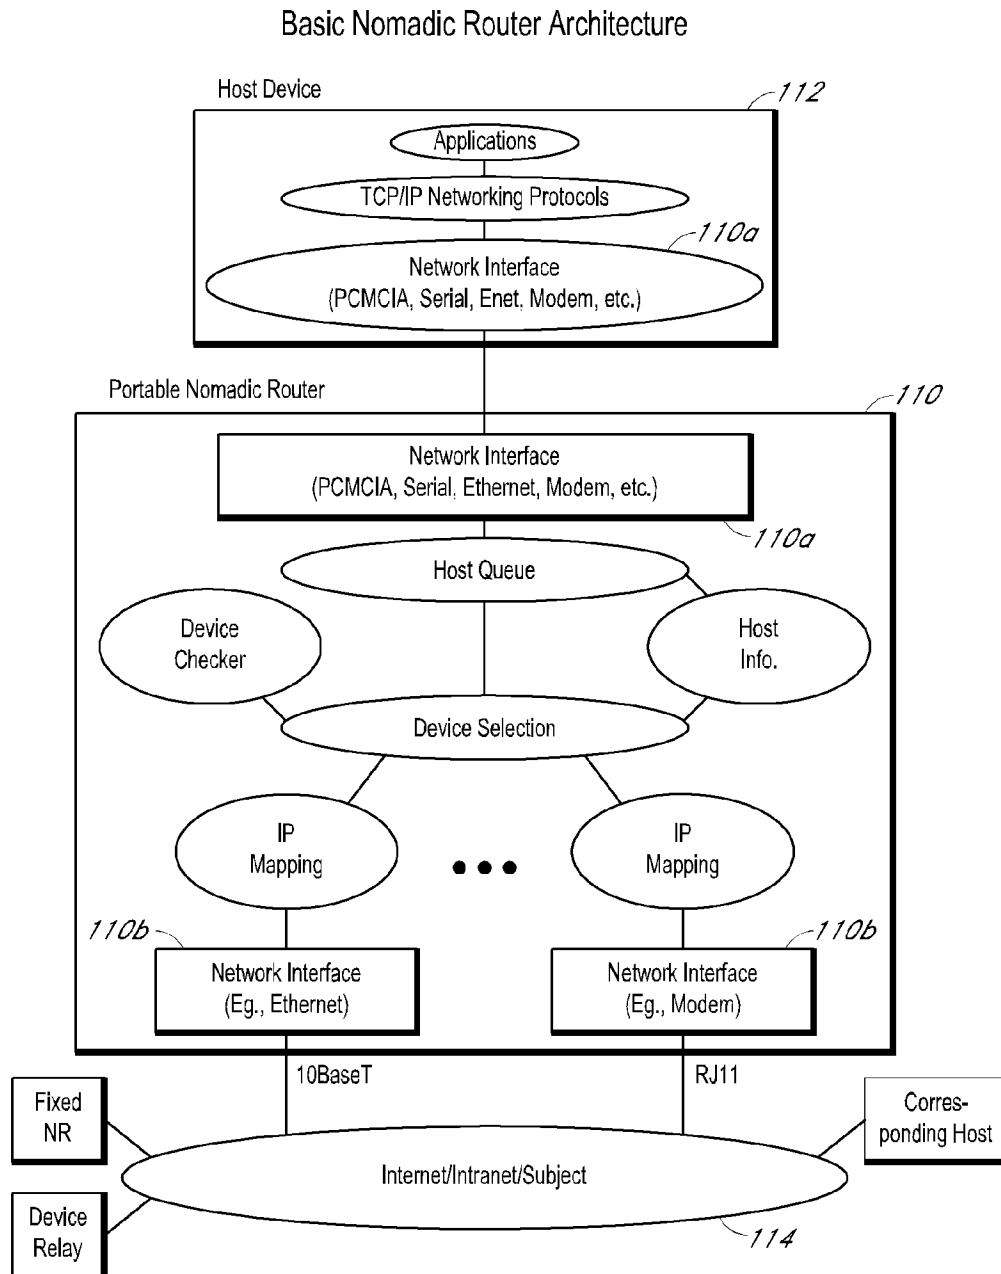 Basic Nomadic Router Architecture
Host Device
112
Applications
TCP/IP Networking Protocols
110a
Network Interface
(PCMCIA, Serial, Enet, Modem, etc.)
Portable Nomadic Router
110
Network Interface
(PCMCIA, Serial, Ethernet, Modem, etc.)
110a
Host Queue
Device
Checker
Host
Info.
Device Selection
IP
Mapping
IP
Mapping
110b
110b
Network Interface
(Eg., Ethernet)
Network Interface
(Eg., Modem)
10BaseT
RJ11
Fixed
NR
Corres-
ponding Host
Internet/Intranet/Subject
Device
Relay
114